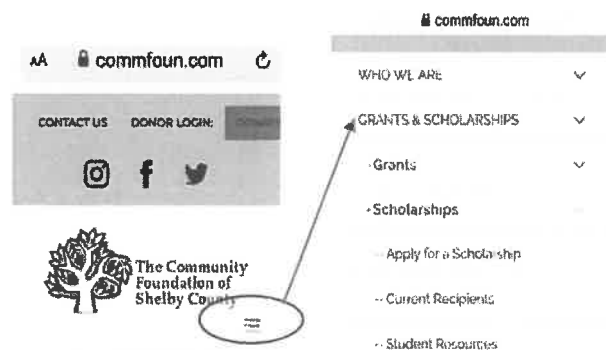 commfoun.com
AA commfoun.com
CONTACT US DONOR LOGIN:
The Community
Foundation of
Shelby County
WHO WE ARE
GRANTS & SCHOLARSHIPS
- Grants
- Scholarships
-- Apply for a Scholarship
-- Current Recipients
-- Student Resources